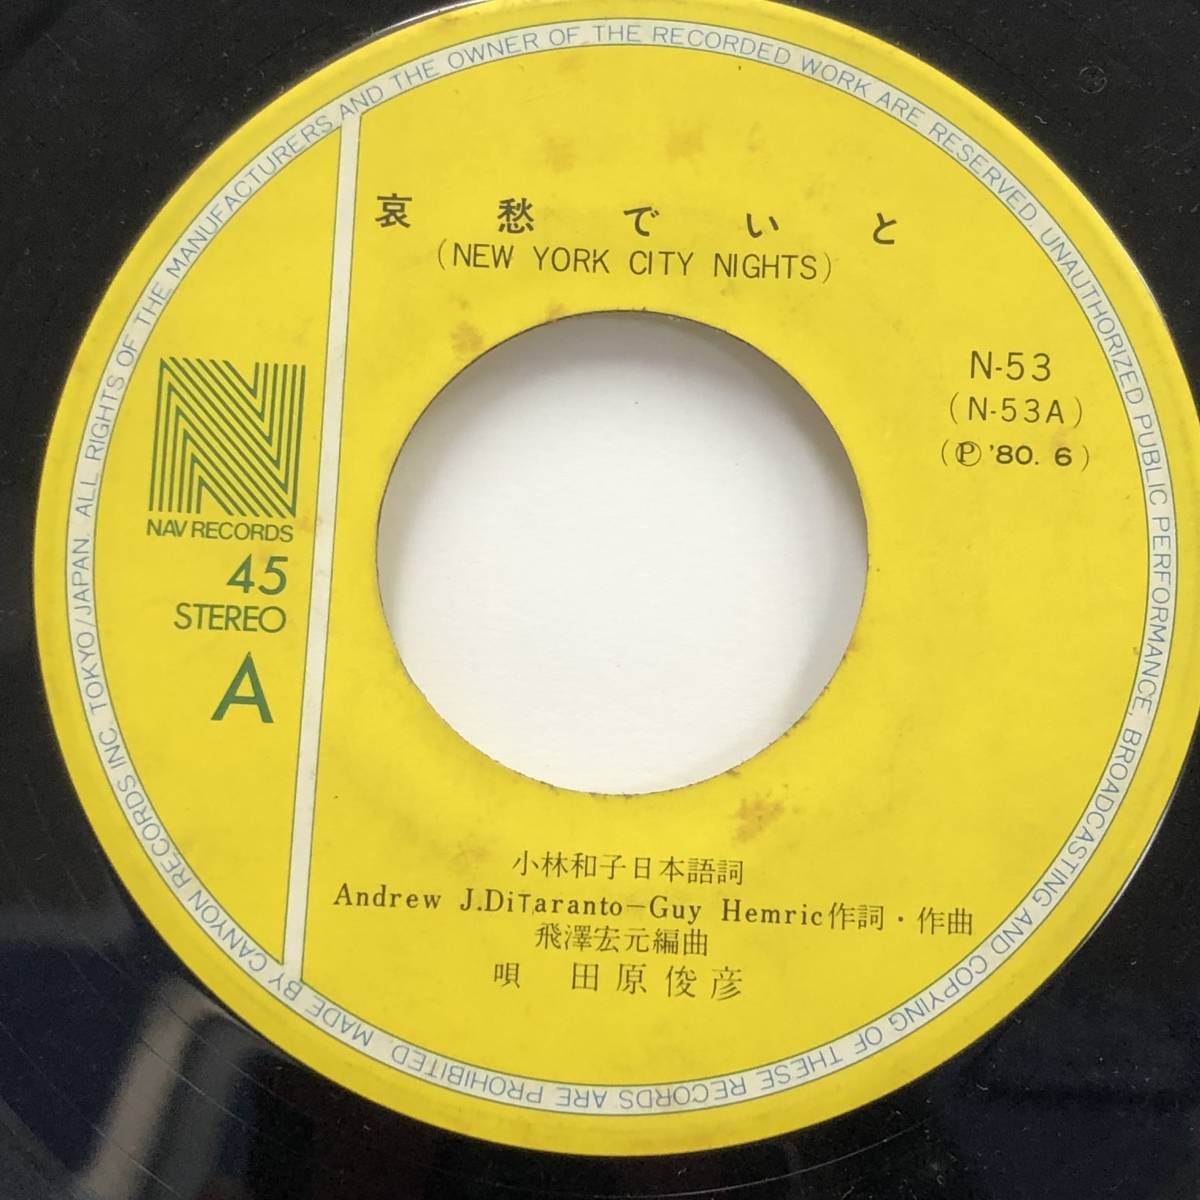 哀愁でいと
(NEW YORK CITY NIGHTS)
N-53
(N-53A)
(Ⓟ'80. 6)
NAV RECORDS
45
STEREO
A
小林和子日本語詞
Andrew J.DiTaranto－Guy Hemric作詞・作曲
飛澤宏元編曲
唄 田原俊彦
MADE BY CANYON RECORDS INC. TOKYO/JAPAN. ALL RIGHTS OF THE MANUFACTURERS AND THE OWNER OF THE RECORDED WORK ARE RESERVED. UNAUTHORIZED PUBLIC PERFORMANCE, BROADCASTING AND COPYING OF THESE RECORDS ARE PROHIBITED.